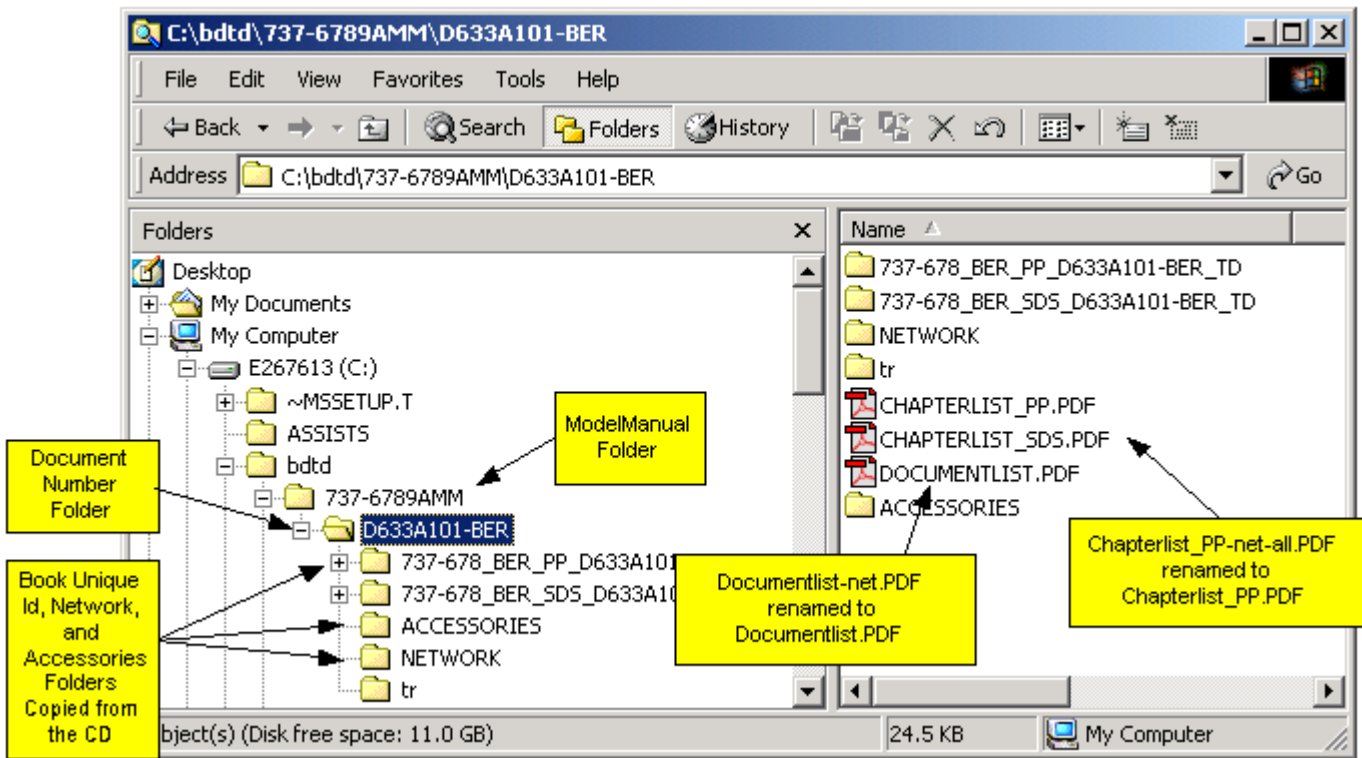 C:\bdtd\737-6789AMM\D633A101-BER
File Edit View Favorites Tools Help
Back Search Folders History
Address C:\bdtd\737-6789AMM\D633A101-BER Go
Folders
Desktop
My Documents
My Computer
E267613 (C:)
~MSSETUP.T
ASSISTS
bdtd
737-6789AMM
D633A101-BER
737-678_BER_PP_D633A101
737-678_BER_SDS_D633A10
ACCESSORIES
NETWORK
tr
Name
737-678_BER_PP_D633A101-BER_TD
737-678_BER_SDS_D633A101-BER_TD
NETWORK
tr
CHAPTERLIST_PP.PDF
CHAPTERLIST_SDS.PDF
DOCUMENTLIST.PDF
ACCESSORIES
Document
Number
Folder
ModelManual
Folder
Book Unique
Id, Network,
and
Accessories
Folders
Copied from
the CD
Documentlist-net.PDF
renamed to
Documentlist.PDF
Chapterlist_PP-net-all.PDF
renamed to
Chapterlist_PP.PDF
bject(s) (Disk free space: 11.0 GB) 24.5 KB My Computer